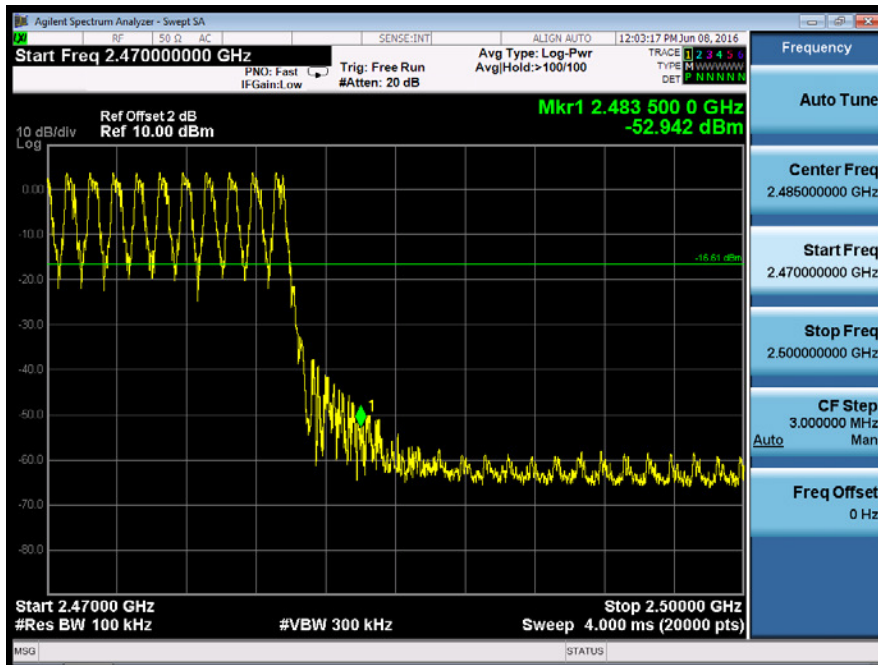 Agilent Spectrum Analyzer - Swept SA
LXI RF 50 Ω AC SENSE:INT ALIGN AUTO 12:03:17 PM Jun 08, 2016
Start Freq 2.470000000 GHz
PNO: Fast
IFGain:Low
Trig: Free Run
#Atten: 20 dB
Avg Type: Log-Pwr
Avg|Hold:>100/100
TRACE 1 2 3 4 5 6
TYPE M WWWWW
DET P N N N N N
Ref Offset 2 dB
10 dB/div Ref 10.00 dBm
Log
Mkr1 2.483 500 0 GHz
-52.942 dBm
0.00
-10.0
-16.61 dBm
-20.0
-30.0
-40.0
-50.0
1
-60.0
-70.0
-80.0
Start 2.47000 GHz Stop 2.50000 GHz
#Res BW 100 kHz #VBW 300 kHz Sweep 4.000 ms (20000 pts)
MSG STATUS
Frequency
Auto Tune
Center Freq
2.485000000 GHz
Start Freq
2.470000000 GHz
Stop Freq
2.500000000 GHz
CF Step
3.000000 MHz
Auto Man
Freq Offset
0 Hz